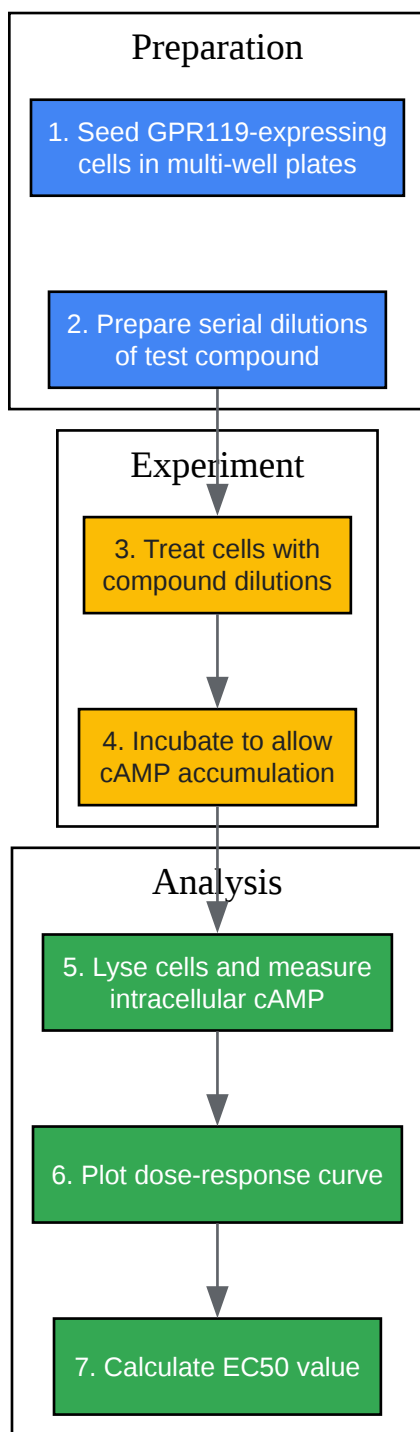 Preparation
1. Seed GPR119-expressing
cells in multi-well plates
2. Prepare serial dilutions
of test compound
Experiment
3. Treat cells with
compound dilutions
4. Incubate to allow
cAMP accumulation
Analysis
5. Lyse cells and measure
intracellular cAMP
6. Plot dose-response curve
7. Calculate EC50 value